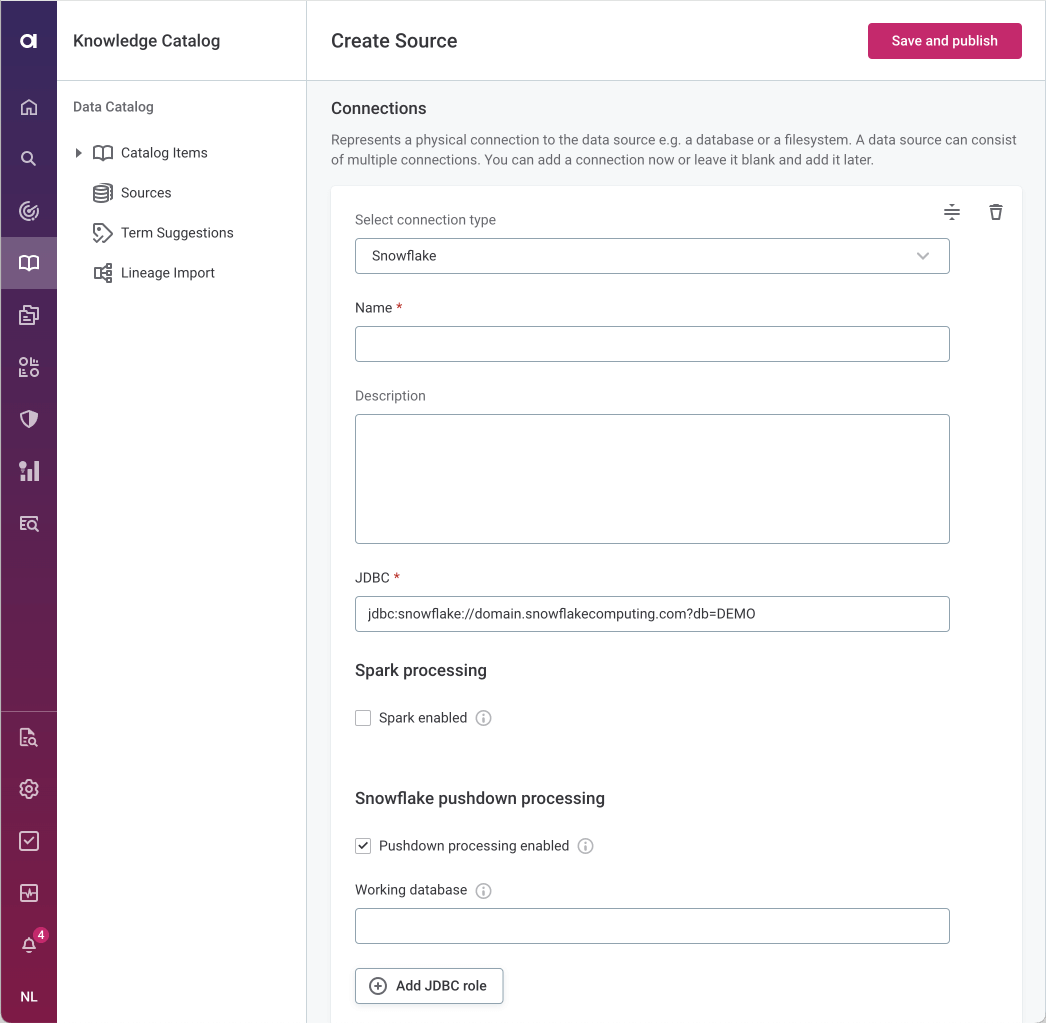 Knowledge Catalog
Create Source
Save and publish
Data Catalog
Catalog Items
Sources
Term Suggestions
Lineage Import
Connections
Represents a physical connection to the data source e.g. a database or a filesystem. A data source can consist
of multiple connections. You can add a connection now or leave it blank and add it later.
Select connection type
Snowflake
Name *
Description
JDBC *
jdbc:snowflake://domain.snowflakecomputing.com?db=DEMO
Spark processing
Spark enabled
Snowflake pushdown processing
Pushdown processing enabled
Working database
Add JDBC role
4
NL